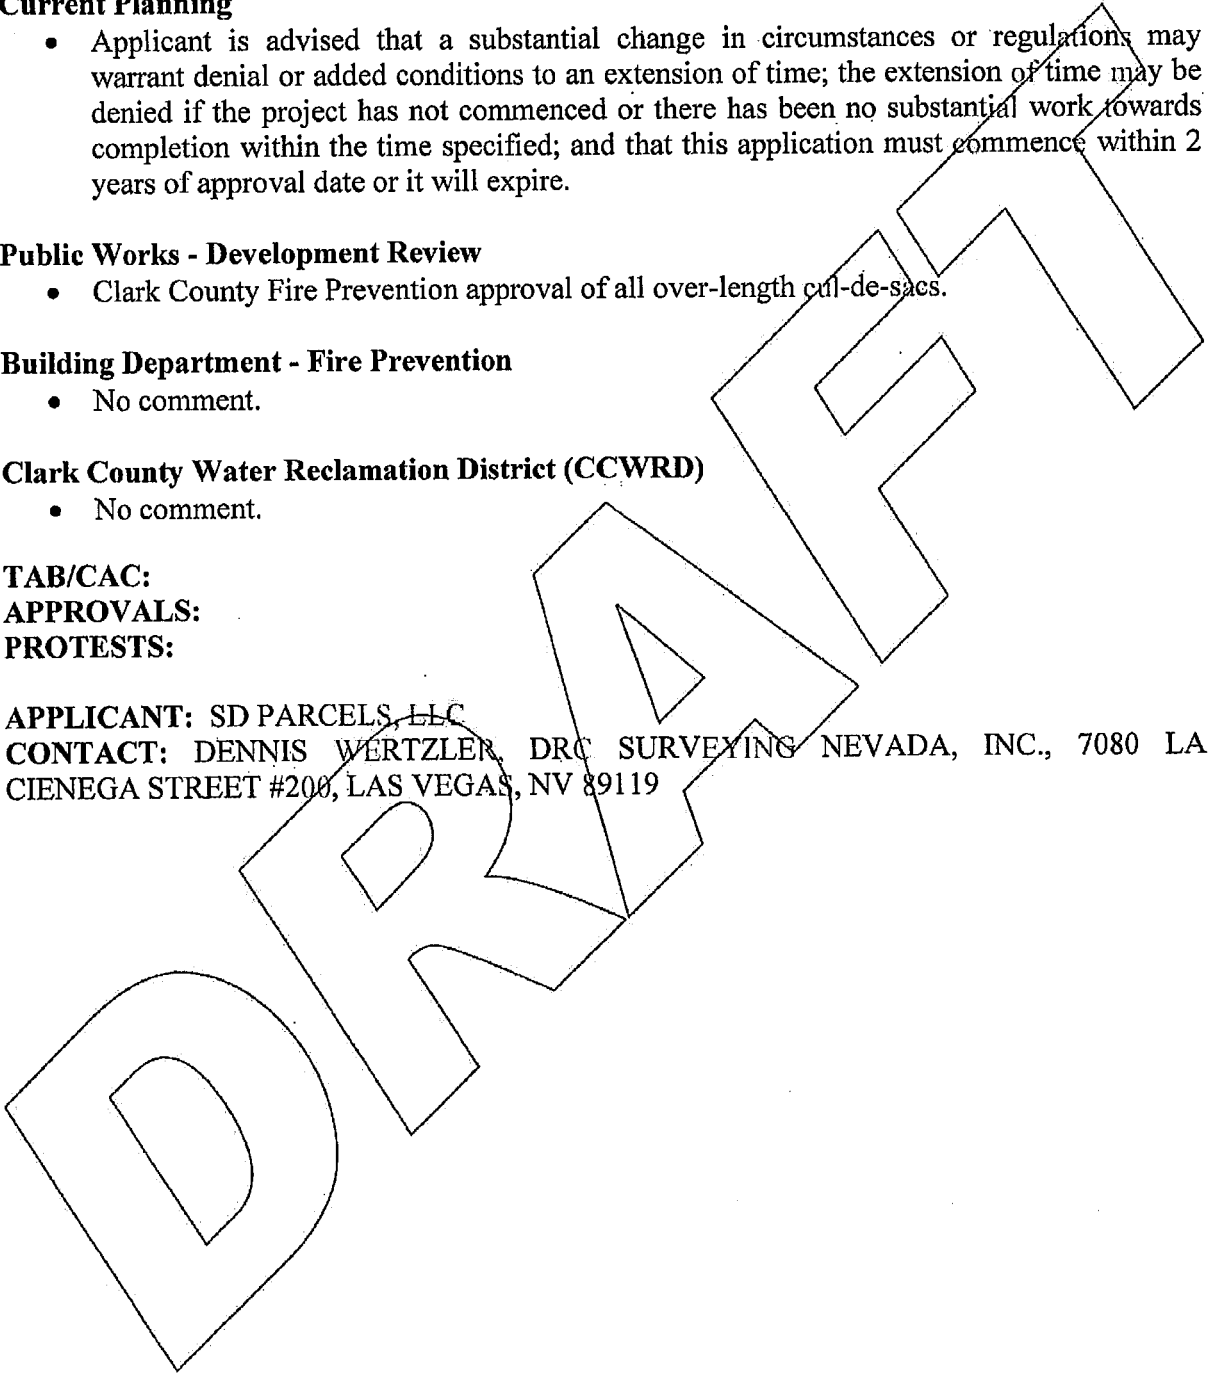 Current Planning
• Applicant is advised that a substantial change in circumstances or regulations may
warrant denial or added conditions to an extension of time; the extension of time may be
denied if the project has not commenced or there has been no substantial work towards
completion within the time specified; and that this application must commence within 2
years of approval date or it will expire.
Public Works - Development Review
• Clark County Fire Prevention approval of all over-length cul-de-sacs.
Building Department - Fire Prevention
• No comment.
Clark County Water Reclamation District (CCWRD)
• No comment.
TAB/CAC:
APPROVALS:
PROTESTS:
APPLICANT: SD PARCELS, LLC
CONTACT: DENNIS WERTZLER, DRC SURVEYING NEVADA, INC., 7080 LA
CIENEGA STREET #200, LAS VEGAS, NV 89119
DRAFT